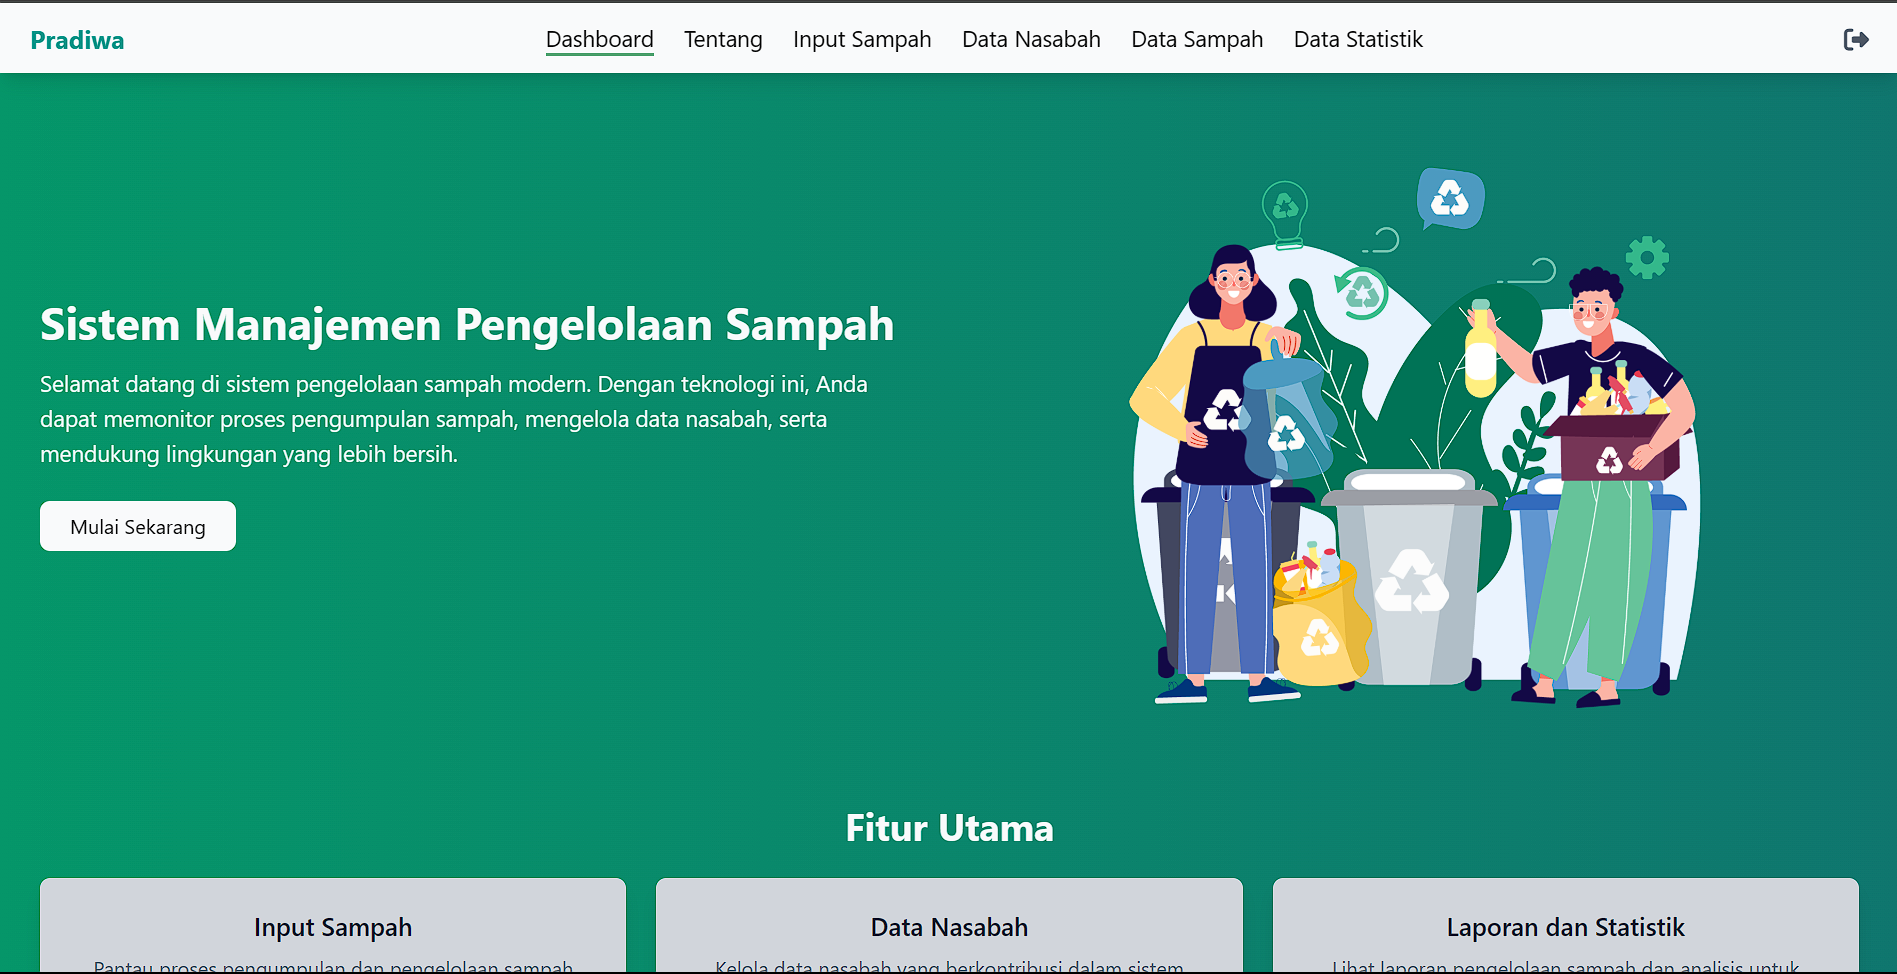 Pradiwa
Dashboard Tentang Input Sampah Data Nasabah Data Sampah Data Statistik
Sistem Manajemen Pengelolaan Sampah
Selamat datang di sistem pengelolaan sampah modern. Dengan teknologi ini, Anda
dapat memonitor proses pengumpulan sampah, mengelola data nasabah, serta
mendukung lingkungan yang lebih bersih.
Mulai Sekarang
Fitur Utama
Input Sampah
Pantau proses pengumpulan dan pengelolaan sampah
Data Nasabah
Kelola data nasabah yang berkontribusi dalam sistem
Laporan dan Statistik
Lihat laporan pengelolaan sampah dan analisis untuk